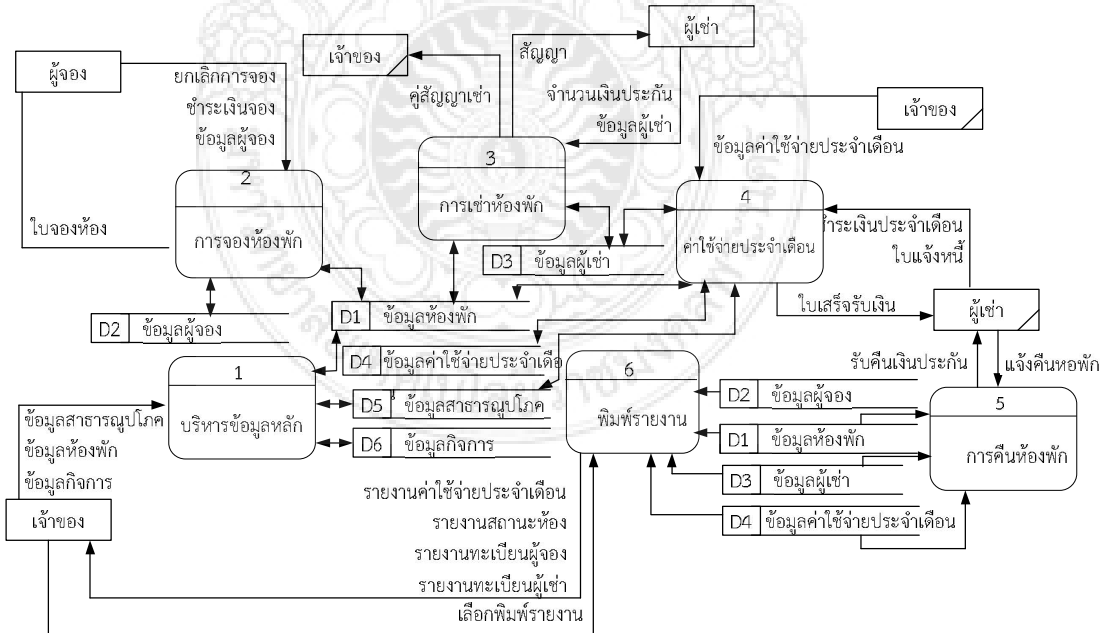 ผู้เช่า
สัญญา
เจ้าของ
ผู้จอง
ยกเลิกการจอง
ชำระเงินจอง
ข้อมูลผู้จอง
คู่สัญญาเช่า
จำนวนเงินประกัน
ข้อมูลผู้เช่า
เจ้าของ
ข้อมูลค่าใช้จ่ายประจำเดือน
3
การเช่าห้องพัก
2
การจองห้องพัก
4
ค่าใช้จ่ายประจำเดือน
ใบจองห้อง
ชำระเงินประจำเดือน
ใบแจ้งหนี้
D3 ข้อมูลผู้เช่า
D1 ข้อมูลห้องพัก
D2 ข้อมูลผู้จอง
ใบเสร็จรับเงิน
ผู้เช่า
D4 ข้อมูลค่าใช้จ่ายประจำเดือ
รับคืนเงินประกัน
แจ้งคืนหอพัก
1
บริหารข้อมูลหลัก
6
พิมพ์รายงาน
D5 ข้อมูลสาธารณูปโภค
D6 ข้อมูลกิจการ
D2 ข้อมูลผู้จอง
D1 ข้อมูลห้องพัก
D3 ข้อมูลผู้เช่า
D4 ข้อมูลค่าใช้จ่ายประจำเดือน
5
การคืนห้องพัก
ข้อมูลสาธารณูปโภค
ข้อมูลห้องพัก
ข้อมูลกิจการ
เจ้าของ
รายงานค่าใช้จ่ายประจำเดือน
รายงานสถานะห้อง
รายงานทะเบียนผู้จอง
รายงานทะเบียนผู้เช่า
เลือกพิมพ์รายงาน